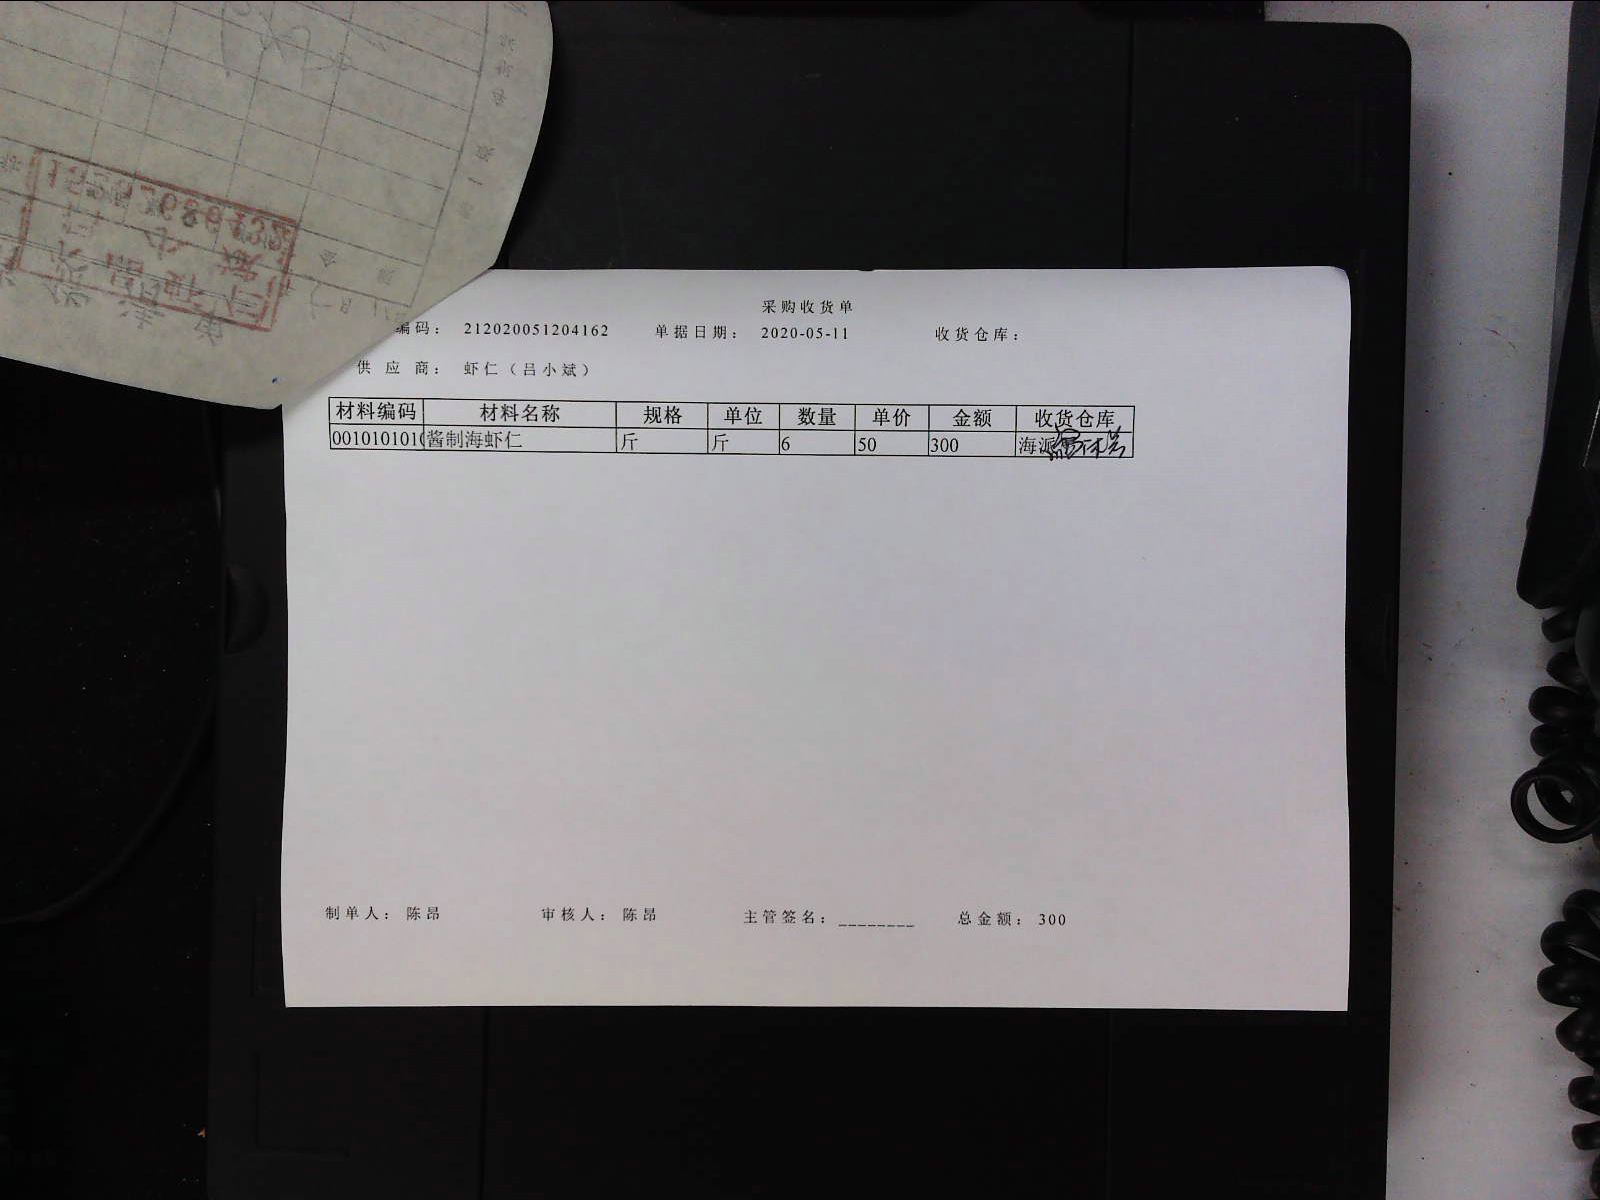 采购收货单
编码： 212020051204162 单据日期： 2020-05-11 收货仓库：
供应商： 虾仁（吕小斌）
材料编码 材料名称 规格 单位 数量 单价 金额 收货仓库
0010101010 酱制海虾仁 斤 斤 6 50 300 海派
制单人： 陈昂 审核人： 陈昂 主管签名：________ 总金额： 300